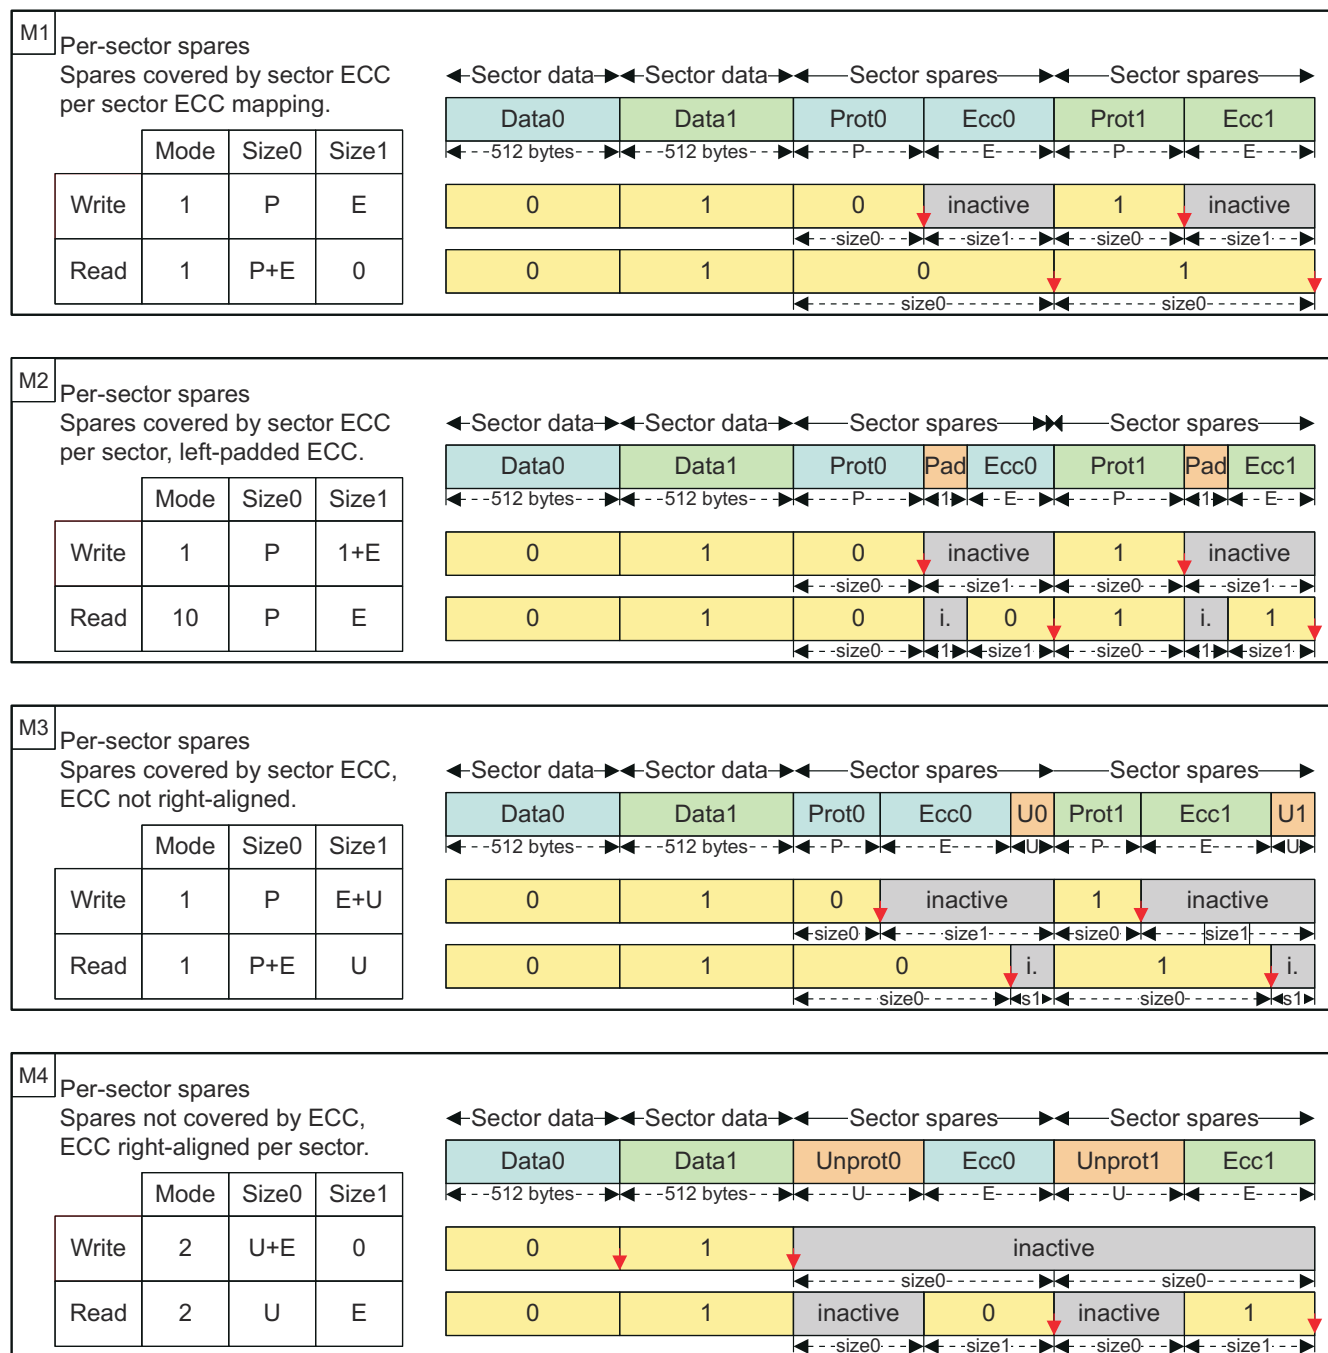 M1
Per-sector spares
Spares covered by sector ECC
per sector ECC mapping.
Mode Size0 Size1
Write 1 P E
Read 1 P+E 0
Sector data Sector data Sector spares Sector spares
Data0 Data1 Prot0 Ecc0 Prot1 Ecc1
512 bytes 512 bytes P E P E
0 1 0 inactive 1 inactive
size0 size1 size0 size1
0 1 0 1
size0 size0
M2
Per-sector spares
Spares covered by sector ECC
per sector, left-padded ECC.
Mode Size0 Size1
Write 1 P 1+E
Read 10 P E
Sector data Sector data Sector spares Sector spares
Data0 Data1 Prot0 Pad Ecc0 Prot1 Pad Ecc1
512 bytes 512 bytes P 1 E P 1 E
0 1 0 inactive 1 inactive
size0 size1 size0 size1
0 1 0 i. 0 1 i. 1
size0 1 size1 size0 1 size1
M3
Per-sector spares
Spares covered by sector ECC,
ECC not right-aligned.
Mode Size0 Size1
Write 1 P E+U
Read 1 P+E U
Sector data Sector data Sector spares Sector spares
Data0 Data1 Prot0 Ecc0 U0 Prot1 Ecc1 U1
512 bytes 512 bytes P E U P E U
0 1 0 inactive 1 inactive
size0 size1 size0 size1
0 1 0 i. 1 i.
size0 s1 size0 s1
M4
Per-sector spares
Spares not covered by ECC,
ECC right-aligned per sector.
Mode Size0 Size1
Write 2 U+E 0
Read 2 U E
Sector data Sector data Sector spares Sector spares
Data0 Data1 Unprot0 Ecc0 Unprot1 Ecc1
512 bytes 512 bytes U E U E
0 1 inactive
size0 size0
0 1 inactive 0 inactive 1
size0 size1 size0 size1